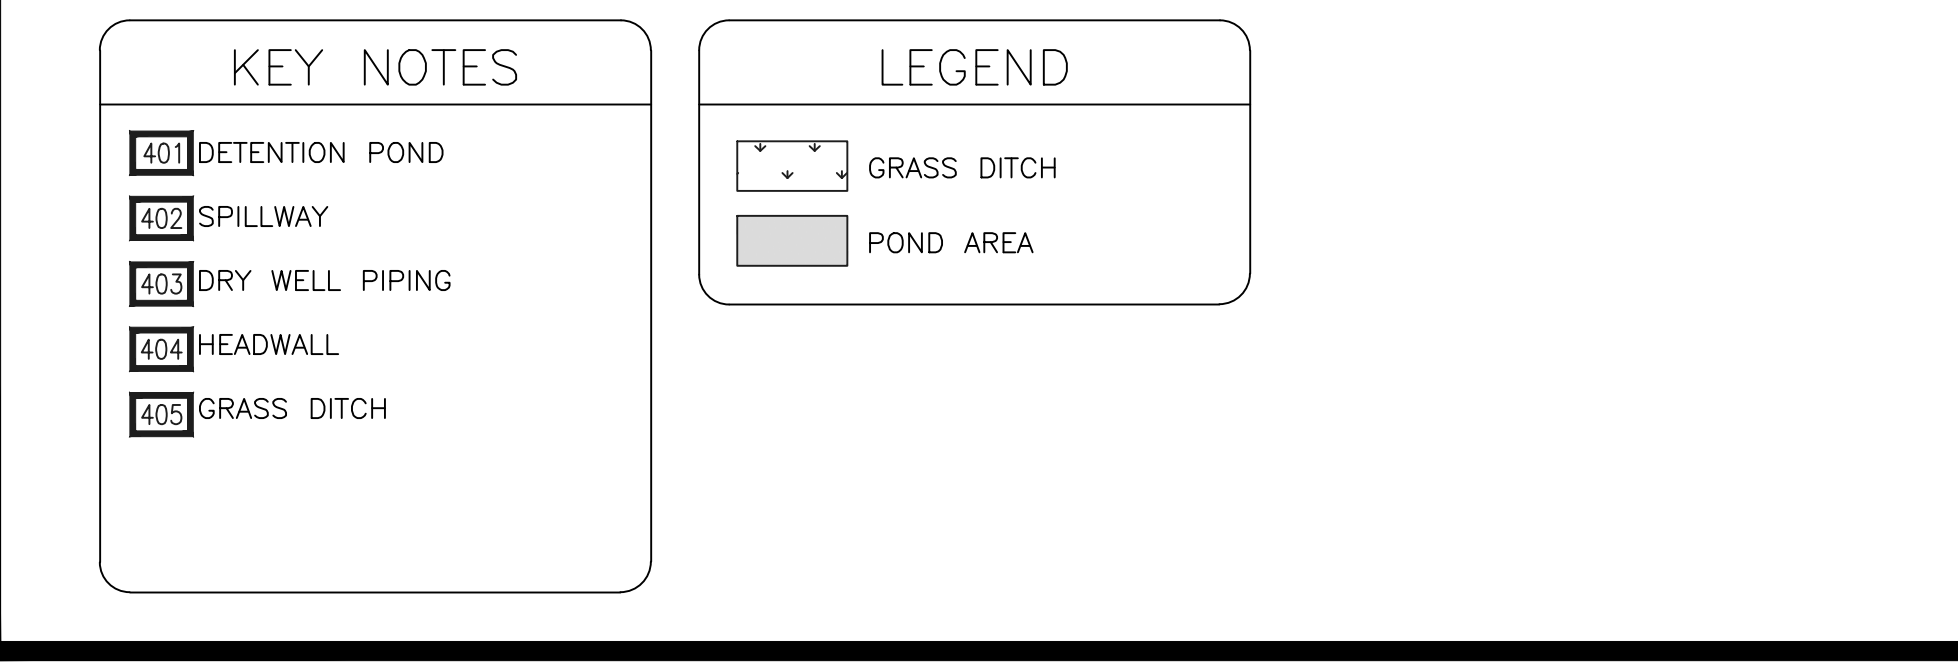 KEY NOTES
401 DETENTION POND
402 SPILLWAY
403 DRY WELL PIPING
404 HEADWALL
405 GRASS DITCH
LEGEND
GRASS DITCH
POND AREA